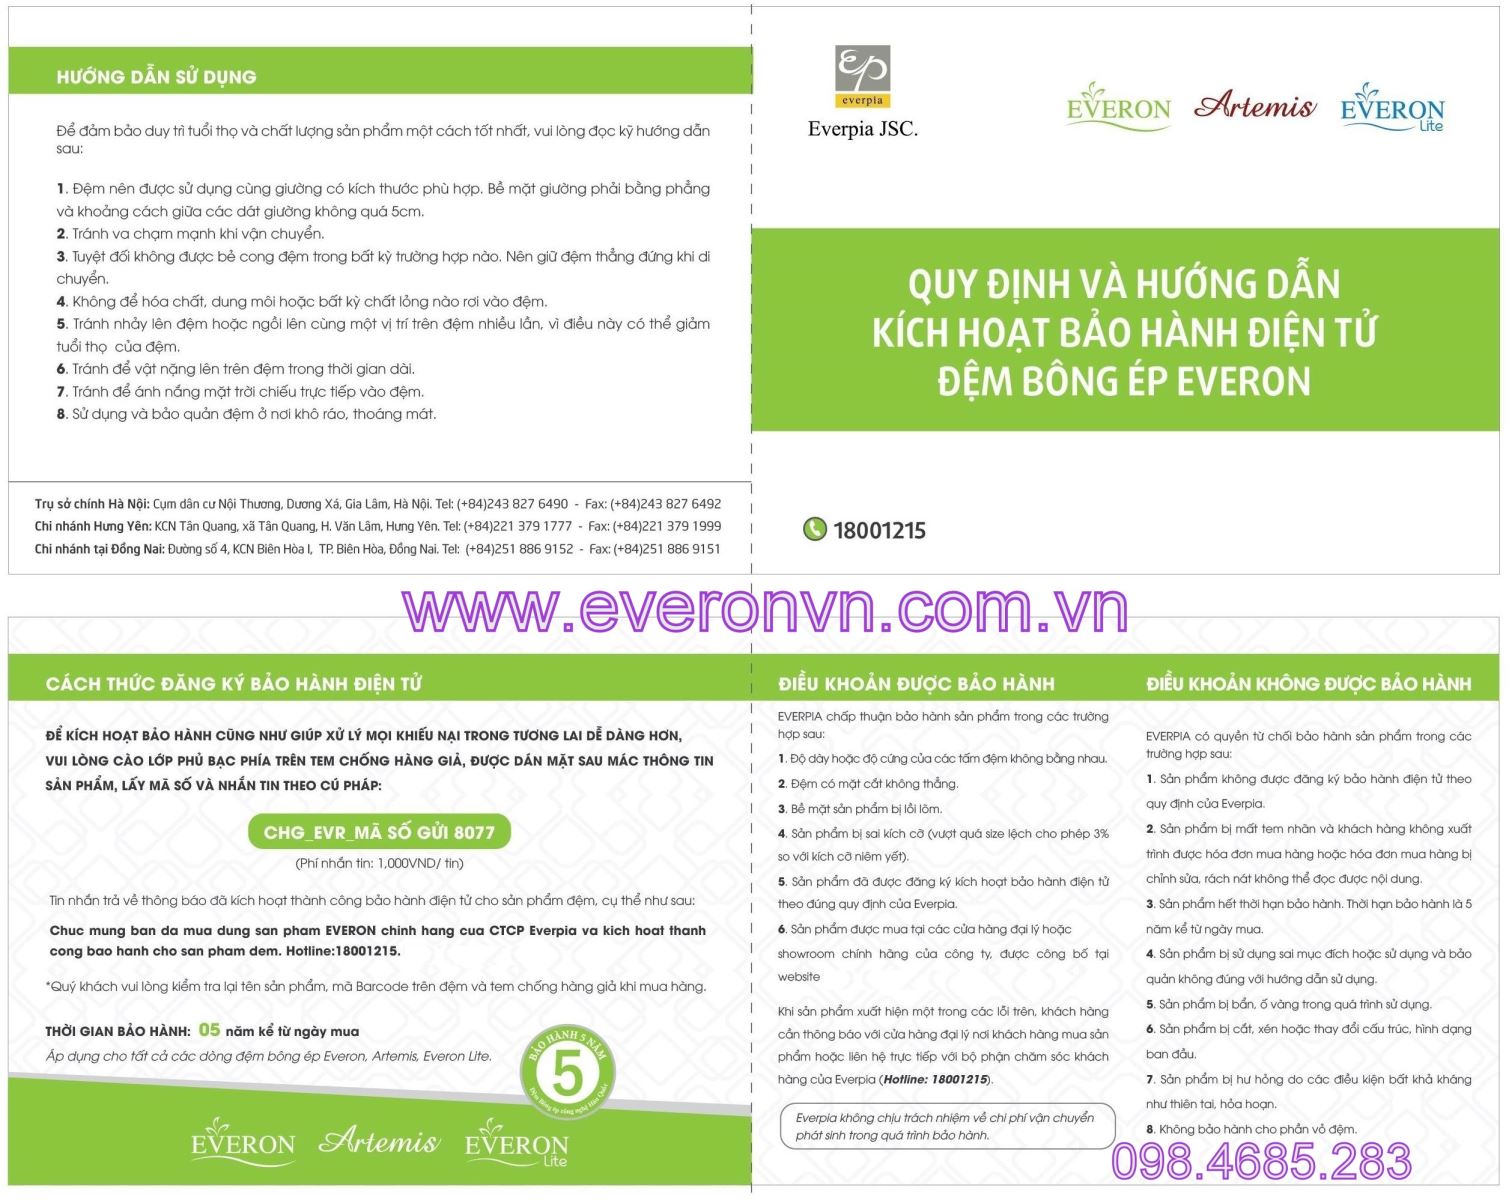 HƯỚNG DẪN SỬ DỤNG
Để đảm bảo duy trì tuổi thọ và chất lượng sản phẩm một cách tốt nhất, vui lòng đọc kỹ hướng dẫn
sau:
1. Đệm nên được sử dụng cùng giường có kích thước phù hợp. Bề mặt giường phải bằng phẳng
và khoảng cách giữa các dát giường không quá 5cm.
2. Tránh va chạm mạnh khi vận chuyển.
3. Tuyệt đối không được bẻ cong đệm trong bất kỳ trường hợp nào. Nên giữ đệm thẳng đứng khi di
chuyển.
4. Không để hóa chất, dung môi hoặc bất kỳ chất lỏng nào rơi vào đệm.
5. Tránh nhảy lên đệm hoặc ngồi lên cùng một vị trí trên đệm nhiều lần, vì điều này có thể giảm
tuổi thọ của đệm.
6. Tránh để vật nặng lên trên đệm trong thời gian dài.
7. Tránh để ánh nắng mặt trời chiếu trực tiếp vào đệm.
8. Sử dụng và bảo quản đệm ở nơi khô ráo, thoáng mát.
Trụ sở chính Hà Nội: Cụm dân cư Nội Thương, Dương Xá, Gia Lâm, Hà Nội. Tel: (+84)243 827 6490 - Fax: (+84)243 827 6492
Chi nhánh Hưng Yên: KCN Tân Quang, xã Tân Quang, H. Văn Lâm, Hưng Yên. Tel: (+84)221 379 1777 - Fax: (+84)221 379 1999
Chi nhánh tại Đồng Nai: Đường số 4, KCN Biên Hòa I, TP. Biên Hòa, Đồng Nai. Tel: (+84)251 886 9152 - Fax: (+84)251 886 9151
ep
everpia
Everpia JSC.
EVERON
Artemis
EVERON
Lite
QUY ĐỊNH VÀ HƯỚNG DẪN
KÍCH HOẠT BẢO HÀNH ĐIỆN TỬ
ĐỆM BÔNG ÉP EVERON
18001215
www.everonvn.com.vn
CÁCH THỨC ĐĂNG KÝ BẢO HÀNH ĐIỆN TỬ
ĐỂ KÍCH HOẠT BẢO HÀNH CŨNG NHƯ GIÚP XỬ LÝ MỌI KHIẾU NẠI TRONG TƯƠNG LAI DỄ DÀNG HƠN,
VUI LÒNG CÀO LỚP PHỦ BẠC PHÍA TRÊN TEM CHỐNG HÀNG GIẢ, ĐƯỢC DÁN MẶT SAU MÁC THÔNG TIN
SẢN PHẨM, LẤY MÃ SỐ VÀ NHẮN TIN THEO CÚ PHÁP:
CHG_EVR_MÃ SỐ GỬI 8077
(Phí nhắn tin: 1,000VND/ tin)
Tin nhắn trả về thông báo đã kích hoạt thành công bảo hành điện tử cho sản phẩm đệm, cụ thể như sau:
Chuc mung ban da mua dung san pham EVERON chinh hang cua CTCP Everpia va kich hoat thanh
cong bao hanh cho san pham dem. Hotline:18001215.
*Quý khách vui lòng kiểm tra lại tên sản phẩm, mã Barcode trên đệm và tem chống hàng giả khi mua hàng.
THỜI GIAN BẢO HÀNH: 05 năm kể từ ngày mua
Áp dụng cho tất cả các dòng đệm bông ép Everon, Artemis, Everon Lite.
BẢO HÀNH 5 NĂM
5
Đệm Bông ép công nghệ Hàn Quốc
EVERON
Artemis
EVERON
Lite
ĐIỀU KHOẢN ĐƯỢC BẢO HÀNH
EVERPIA chấp thuận bảo hành sản phẩm trong các trường
hợp sau:
1. Độ dày hoặc độ cứng của các tấm đệm không bằng nhau.
2. Đệm có mặt cắt không thẳng.
3. Bề mặt sản phẩm bị lồi lõm.
4. Sản phẩm bị sai kích cỡ (vượt quá size lệch cho phép 3%
so với kích cỡ niêm yết).
5. Sản phẩm đã được đăng ký kích hoạt bảo hành điện tử
theo đúng quy định của Everpia.
6. Sản phẩm được mua tại các cửa hàng đại lý hoặc
showroom chính hãng của công ty, được công bố tại
website
Khi sản phẩm xuất hiện một trong các lỗi trên, khách hàng
cần thông báo với cửa hàng đại lý nơi khách hàng mua sản
phẩm hoặc liên hệ trực tiếp với bộ phận chăm sóc khách
hàng của Everpia (Hotline: 18001215).
Everpia không chịu trách nhiệm về chi phí vận chuyển
phát sinh trong quá trình bảo hành.
ĐIỀU KHOẢN KHÔNG ĐƯỢC BẢO HÀNH
EVERPIA có quyền từ chối bảo hành sản phẩm trong các
trường hợp sau:
1. Sản phẩm không được đăng ký bảo hành điện tử theo
quy định của Everpia.
2. Sản phẩm bị mất tem nhãn và khách hàng không xuất
trình được hóa đơn mua hàng hoặc hóa đơn mua hàng bị
chỉnh sửa, rách nát không thể đọc được nội dung.
3. Sản phẩm hết thời hạn bảo hành. Thời hạn bảo hành là 5
năm kể từ ngày mua.
4. Sản phẩm bị sử dụng sai mục đích hoặc sử dụng và bảo
quản không đúng với hướng dẫn sử dụng.
5. Sản phẩm bị bẩn, ố vàng trong quá trình sử dụng.
6. Sản phẩm bị cắt, xén hoặc thay đổi cấu trúc, hình dạng
ban đầu.
7. Sản phẩm bị hư hỏng do các điều kiện bất khả kháng
như thiên tai, hỏa hoạn.
8. Không bảo hành cho phần vỏ đệm.
098.4685.283